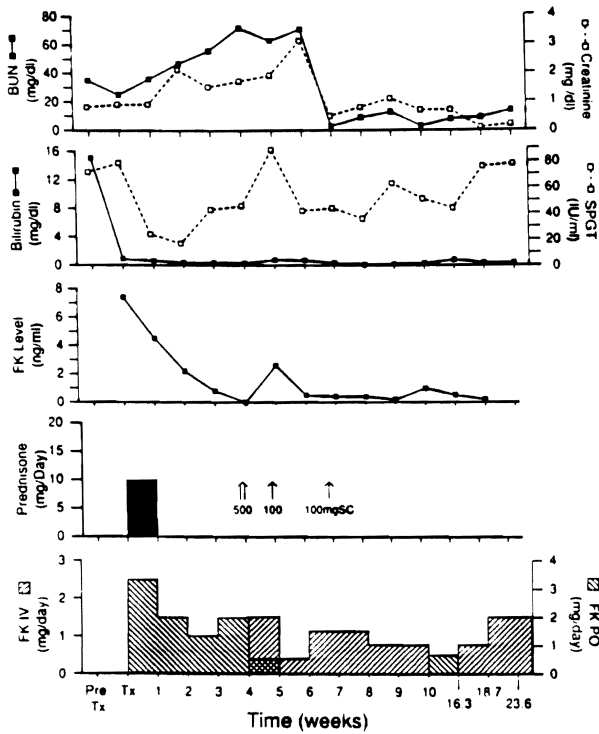 BUN
(mg/dl)
80
60
40
20
0
4
3
2
1
0
Creatinine
(mg /dl)
Bilirubin
(mg/dl)
16
12
8
4
0
80
60
40
20
0
SPGT
(IU/ml)
FK Level
(ng/ml)
8
6
4
2
0
Prednisone
(mg/Day)
20
15
10
5
0
500
100
100mgSC
FK IV
(mg/day)
3
2
1
0
4
3
2
1
0
FK PO
(mg/day)
Pre Tx 1 2 3 4 5 6 7 8 9 10 18 7
Tx 16 3 23 6
Time (weeks)